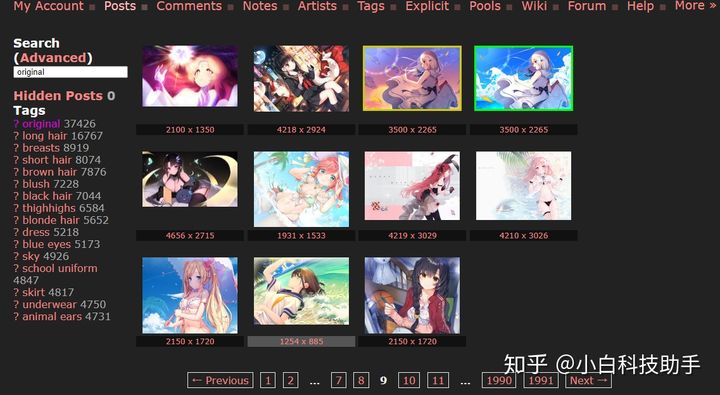 My Account Posts Comments Notes Artists Tags Explicit Pools Wiki Forum Help More »
Search
(Advanced)
original
Hidden Posts 0
Tags
? original 37426
? long hair 16767
? breasts 8919
? short hair 8074
? brown hair 7876
? blush 7228
? black hair 7044
? thighhighs 6584
? blonde hair 5652
? dress 5218
? blue eyes 5173
? sky 4926
? school uniform
4847
? skirt 4817
? underwear 4750
? animal ears 4731
2100 x 1350 4218 x 2924 3500 x 2265 3500 x 2265
4656 x 2715 1931 x 1533 4219 x 3029 4210 x 3026
2150 x 1720 1254 x 885 2150 x 1720
知乎 @小白科技助手
← Previous 1 2 ... 7 8 9 10 11 ... 1990 1991 Next →